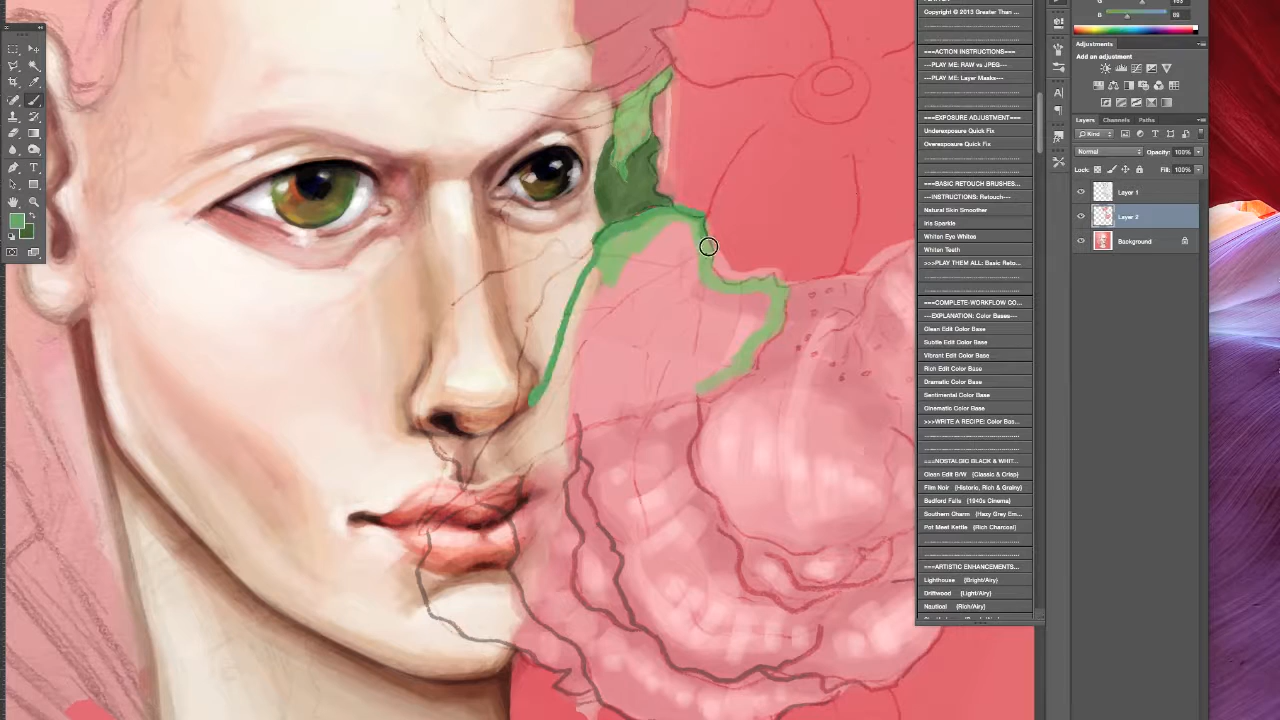 Copyright © 2013 Greater Than ...
===ACTION INSTRUCTIONS===
---PLAY ME: RAW vs JPEG---
---PLAY ME: Layer Masks---
===EXPOSURE ADJUSTMENT===
Underexposure Quick Fix
Overexposure Quick Fix
===BASIC RETOUCH BRUSHES...
---INSTRUCTIONS: Retouch---
Natural Skin Smoother
Iris Sparkle
Whiten Eye Whites
Whiten Teeth
>>>PLAY THEM ALL: Basic Reto...
===COMPLETE-WORKFLOW CO...
---EXPLANATION: Color Bases---
Clean Edit Color Base
Subtle Edit Color Base
Vibrant Edit Color Base
Rich Edit Color Base
Dramatic Color Base
Sentimental Color Base
Cinematic Color Base
>>>WRITE A RECIPE: Color Bas...
===NOSTALGIC BLACK & WHIT...
Clean Edit B/W {Classic & Crisp}
Film Noir {Historic, Rich & Grainy}
Bedford Falls {1940s Cinema}
Southern Charm {Hazy Grey Em...
Pot Meet Kettle {Rich Charcoal}
===ARTISTIC ENHANCEMENTS...
Lighthouse {Bright/Airy}
Driftwood {Light/Airy}
Nautical {Rich/Airy}
B
Adjustments
Add an adjustment
Layers Channels Paths
Kind
Normal Opacity: 100%
Lock: Fill: 100%
Layer 1
Layer 2
Background